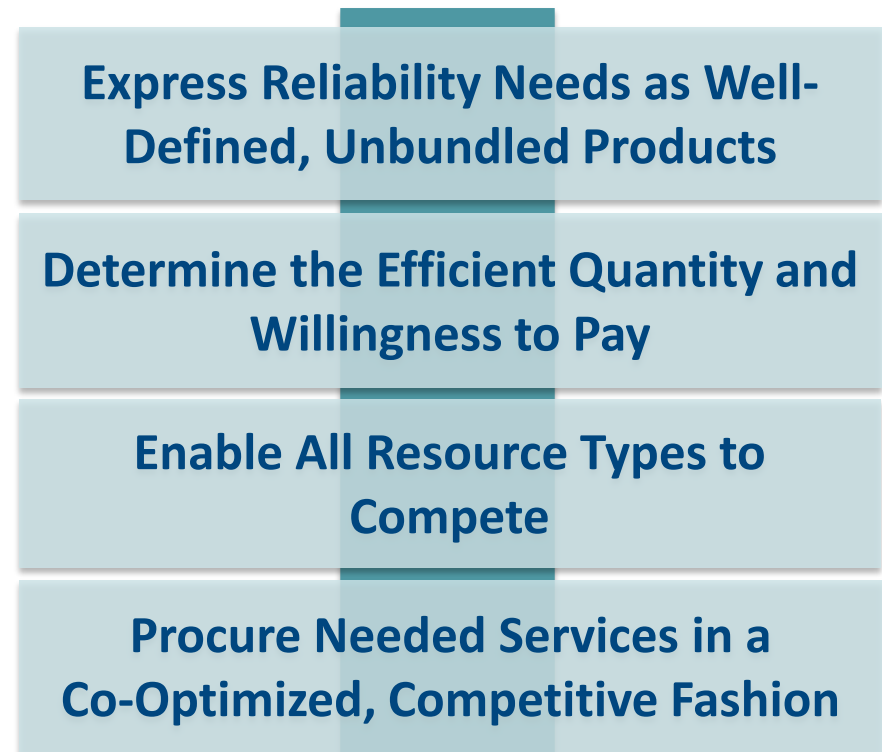 Express Reliability Needs as Well-
Defined, Unbundled Products
Determine the Efficient Quantity and
Willingness to Pay
Enable All Resource Types to
Compete
Procure Needed Services in a
Co-Optimized, Competitive Fashion